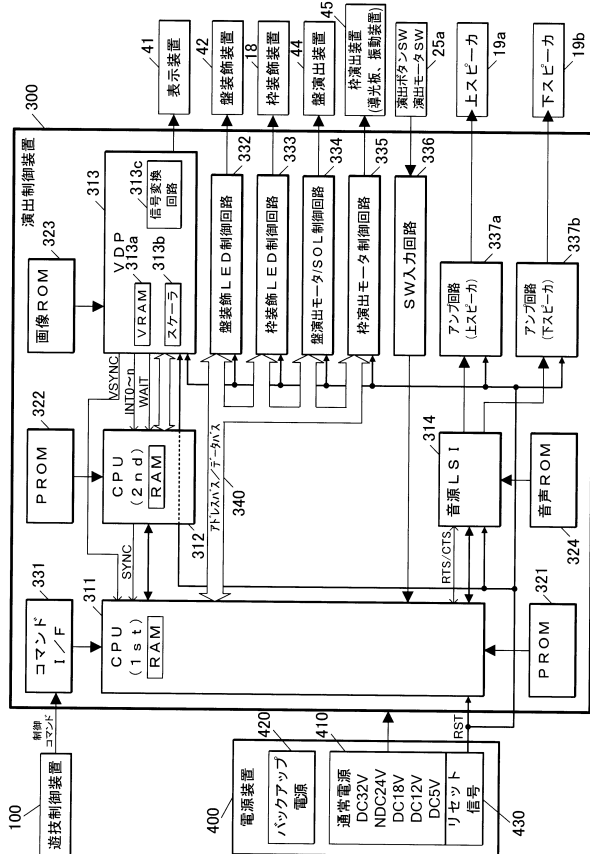 100
遊技制御装置
制御
コマンド
300
演出制御装置
331
コマンド
I/F
322
PROM
323
画像ROM
311
CPU
(1st)
RAM
SYNC
CPU
(2nd)
RAM
312
VSYNC
INT0~n
WAIT
313
VDP
313a
VRAM
313b
スケーラ
313c
信号変換
回路
41
表示装置
アドレスバス/データバス
340
332
盤装飾LED制御回路
42
盤装飾装置
333
枠装飾LED制御回路
18
枠装飾装置
334
盤演出モータ/SOL制御回路
44
盤演出装置
335
枠演出モータ制御回路
45
枠演出装置
(導光板、振動装置)
336
SW入力回路
演出ボタンSW
演出モータSW
25a
RTS/CTS
314
音源LSI
337a
アンプ回路
(上スピーカ)
上スピーカ
19a
337b
アンプ回路
(下スピーカ)
下スピーカ
19b
321
PROM
音声ROM
324
400
電源装置
420
バックアップ
電源
410
通常電源
DC32V
NDC24V
DC18V
DC12V
DC5V
リセット
信号
430
RST